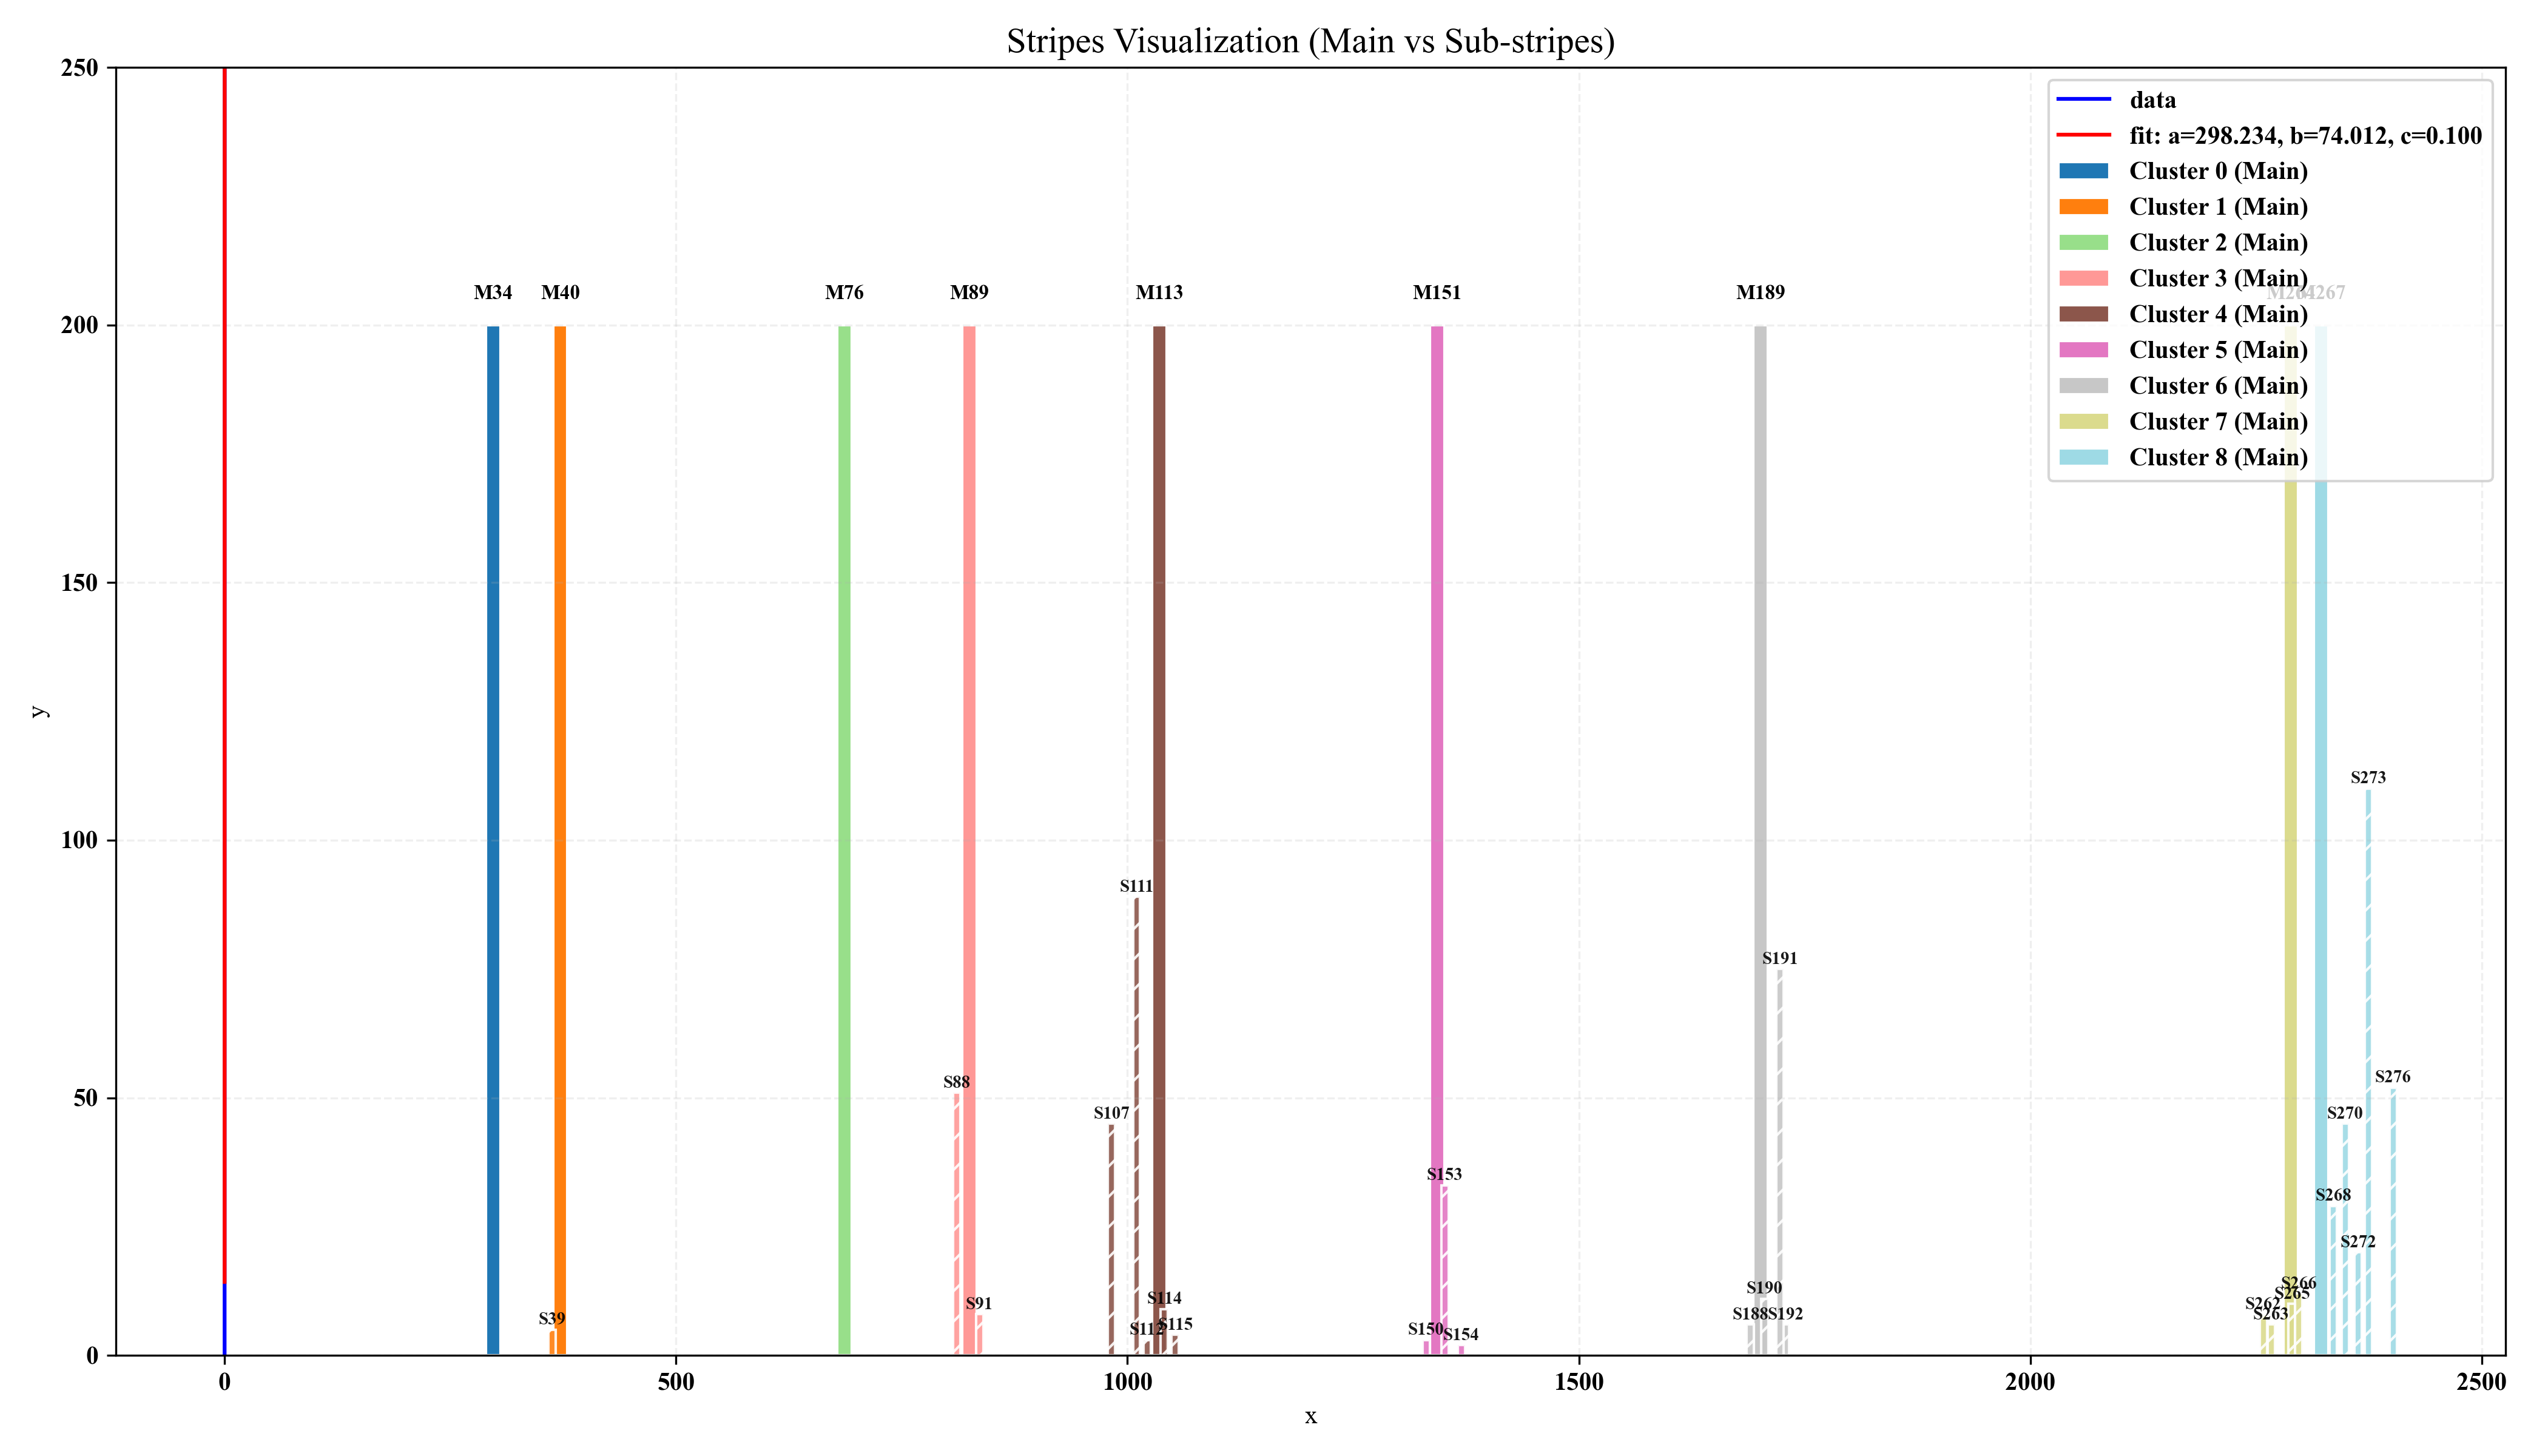 Stripes Visualization (Main vs Sub-stripes)
250
200
150
100
50
0
y
data
fit: a=298.234, b=74.012, c=0.100
Cluster 0 (Main)
Cluster 1 (Main)
Cluster 2 (Main)
Cluster 3 (Main)
Cluster 4 (Main)
Cluster 5 (Main)
Cluster 6 (Main)
Cluster 7 (Main)
Cluster 8 (Main)
M34
M40
M76
M89
M113
M151
M189
S39
S88
S91
S107
S111
S112
S114
S115
S150
S153
S154
S188
S190
S191
S192
S262
S263
S265
S266
S268
S270
S272
S273
S276
0
500
1000
1500
2000
2500
x